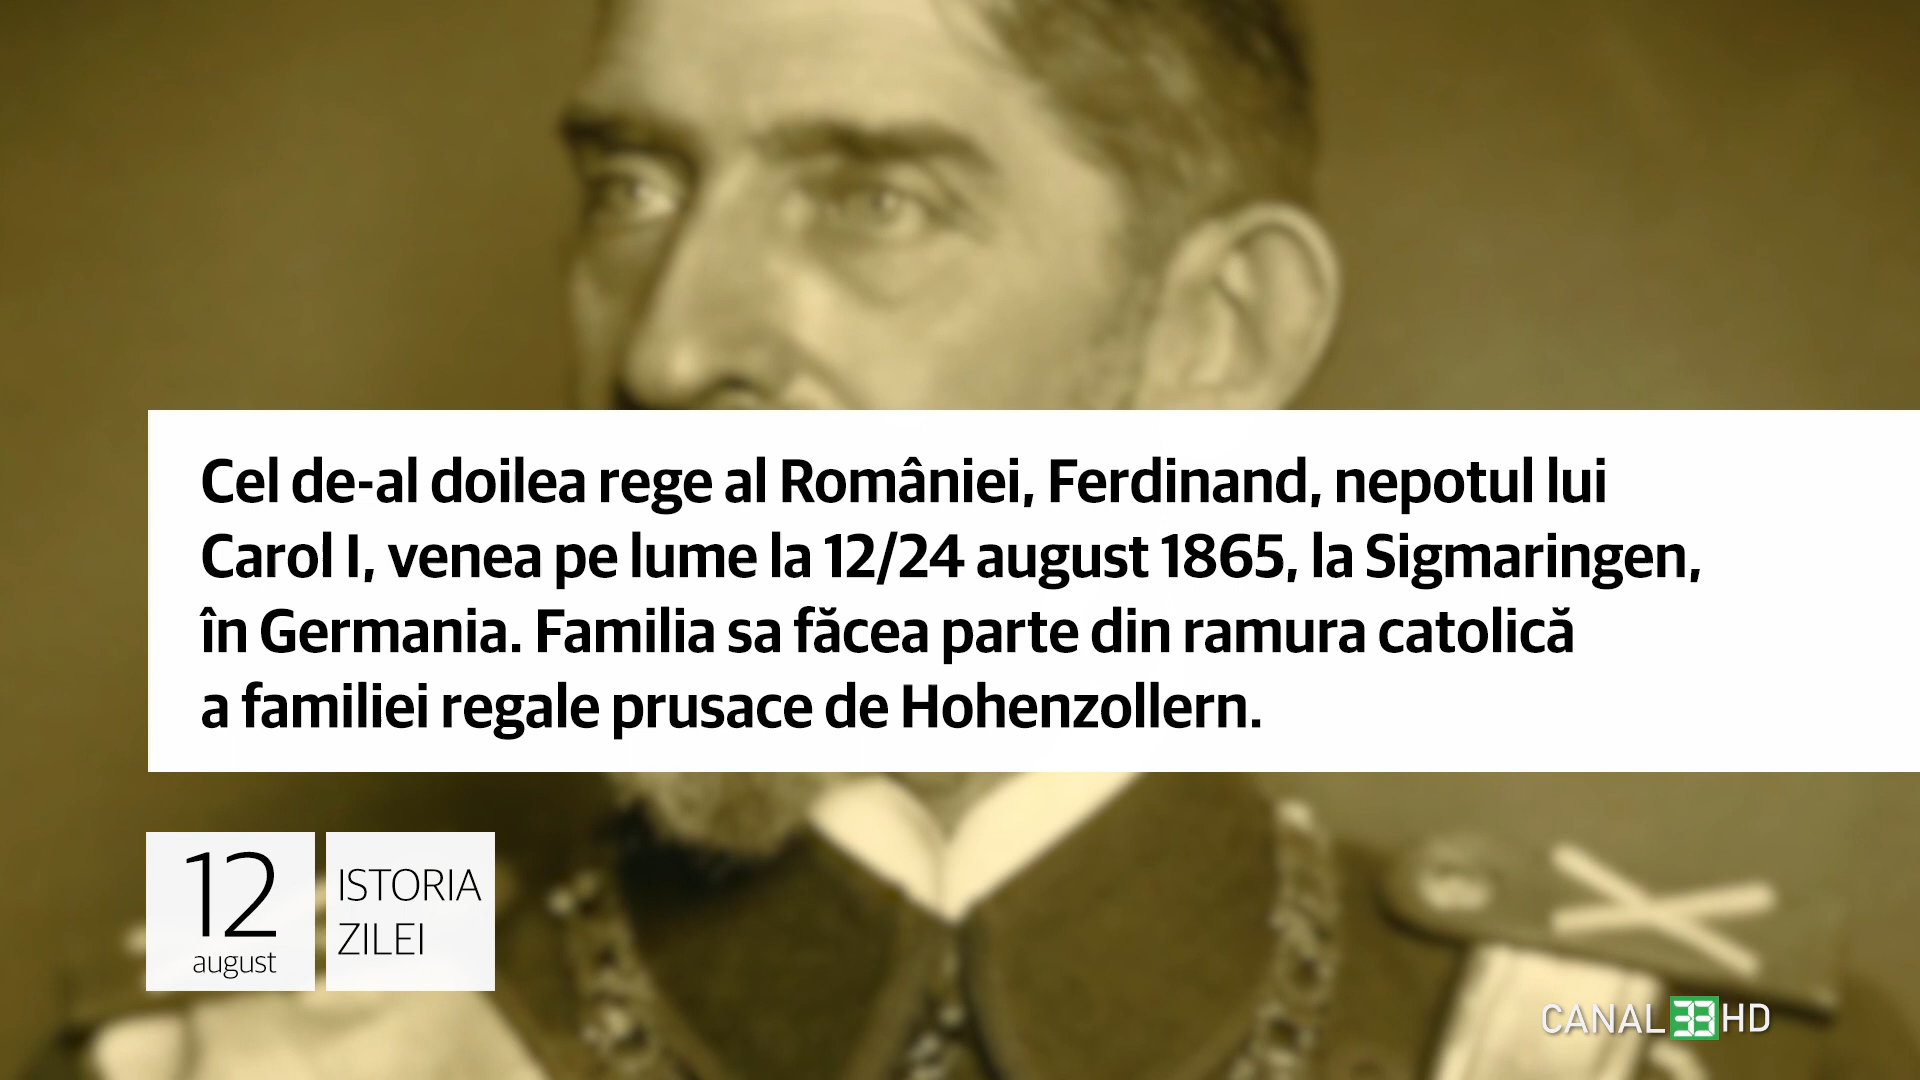 Cel de-al doilea rege al României, Ferdinand, nepotul lui
Carol I, venea pe lume la 12/24 august 1865, la Sigmaringen,
în Germania. Familia sa făcea parte din ramura catolică
a familiei regale prusace de Hohenzollern.
12
august
ISTORIA
ZILEI
CANAL 33 HD